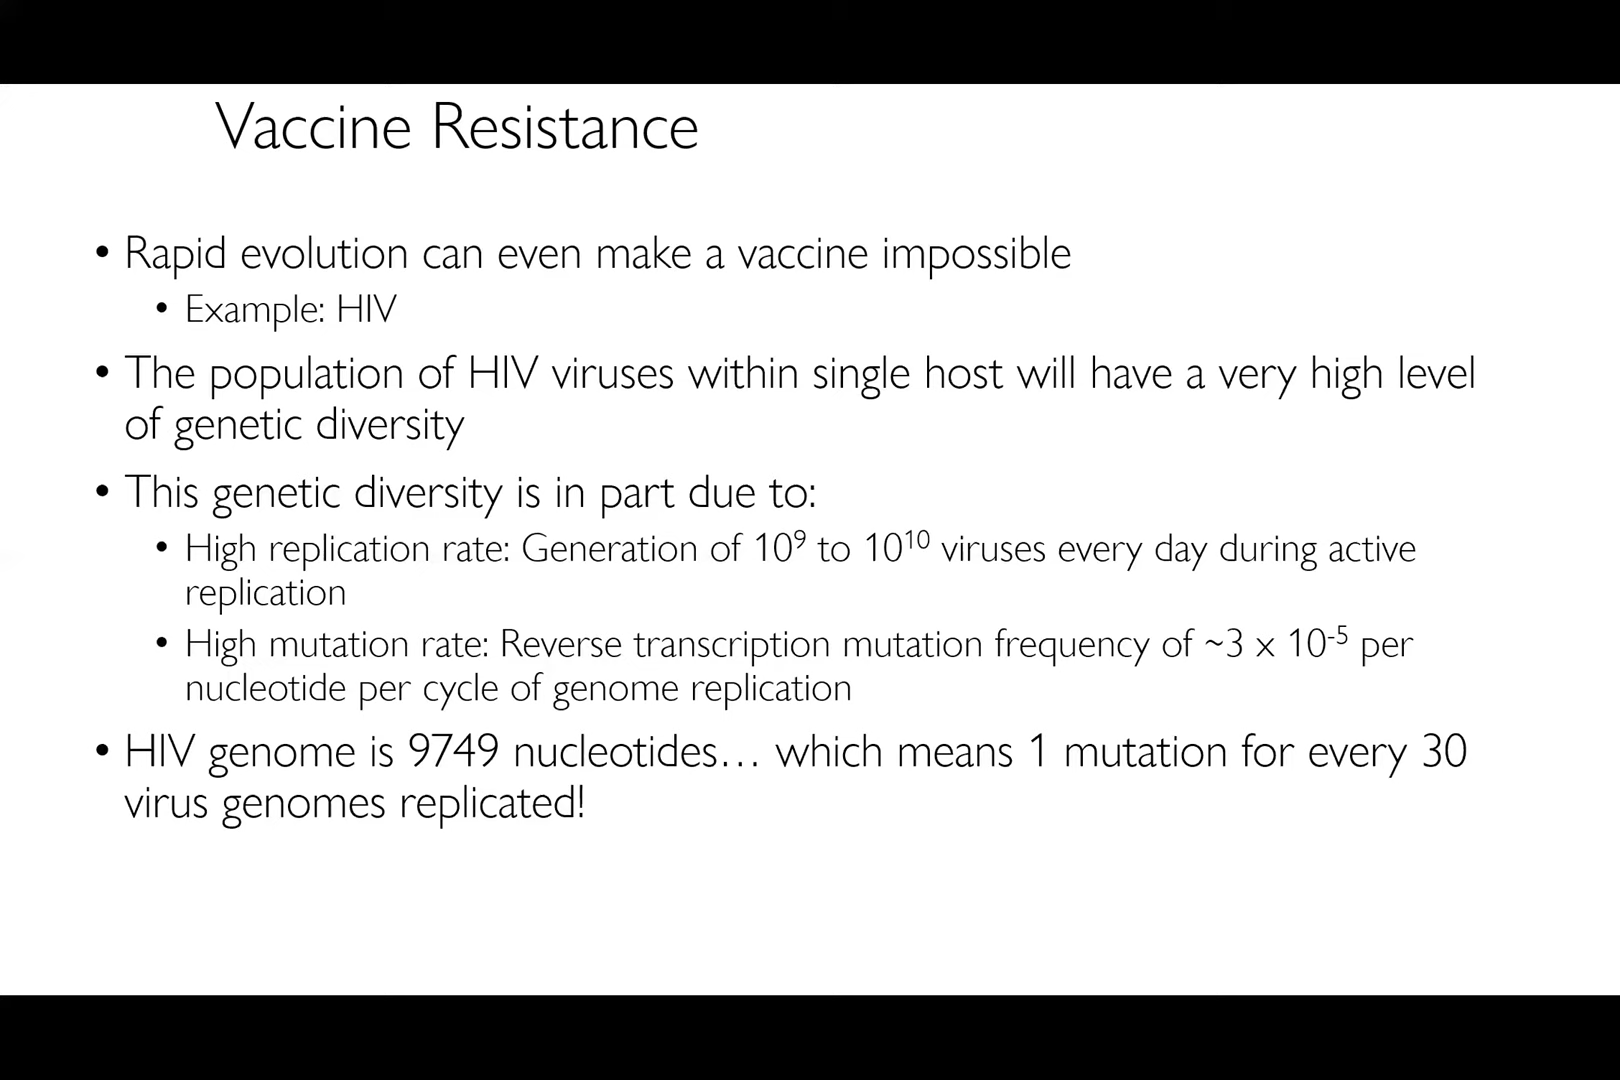 Vaccine Resistance
• Rapid evolution can even make a vaccine impossible
• Example: HIV
• The population of HIV viruses within single host will have a very high level
of genetic diversity
• This genetic diversity is in part due to:
• High replication rate: Generation of 10⁹ to 10¹⁰ viruses every day during active
replication
• High mutation rate: Reverse transcription mutation frequency of ~3 x 10⁻⁵ per
nucleotide per cycle of genome replication
• HIV genome is 9749 nucleotides… which means 1 mutation for every 30
virus genomes replicated!